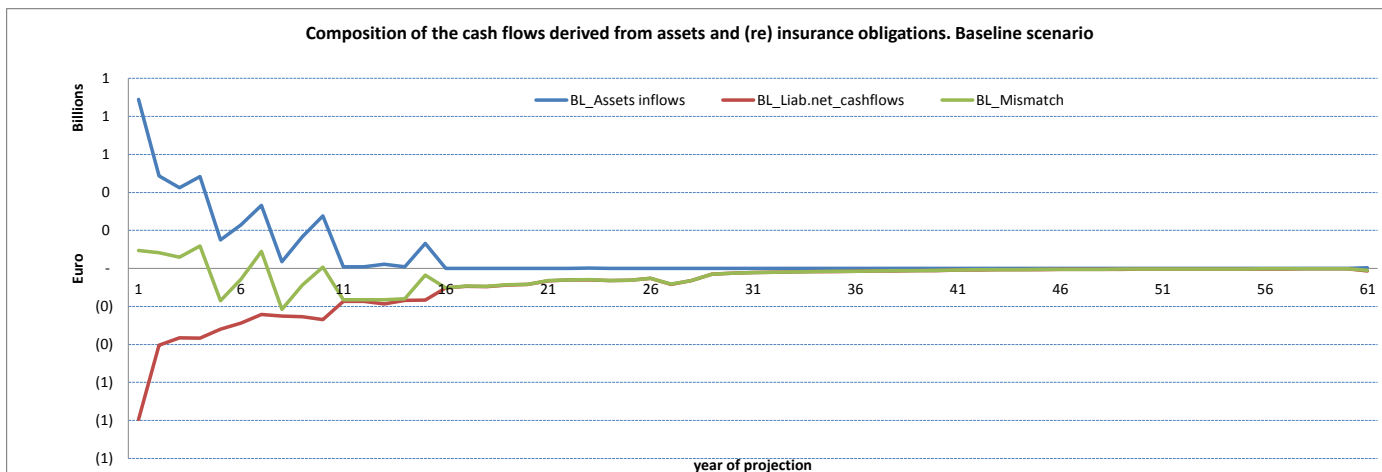 Composition of the cash flows derived from assets and (re) insurance obligations. Baseline scenario
Billions
Euro
1
1
1
0
0
-
(0)
(0)
(1)
(1)
(1)
BL_Assets inflows BL_Liab.net_cashflows BL_Mismatch
1 6 11 16 21 26 31 36 41 46 51 56 61
year of projection